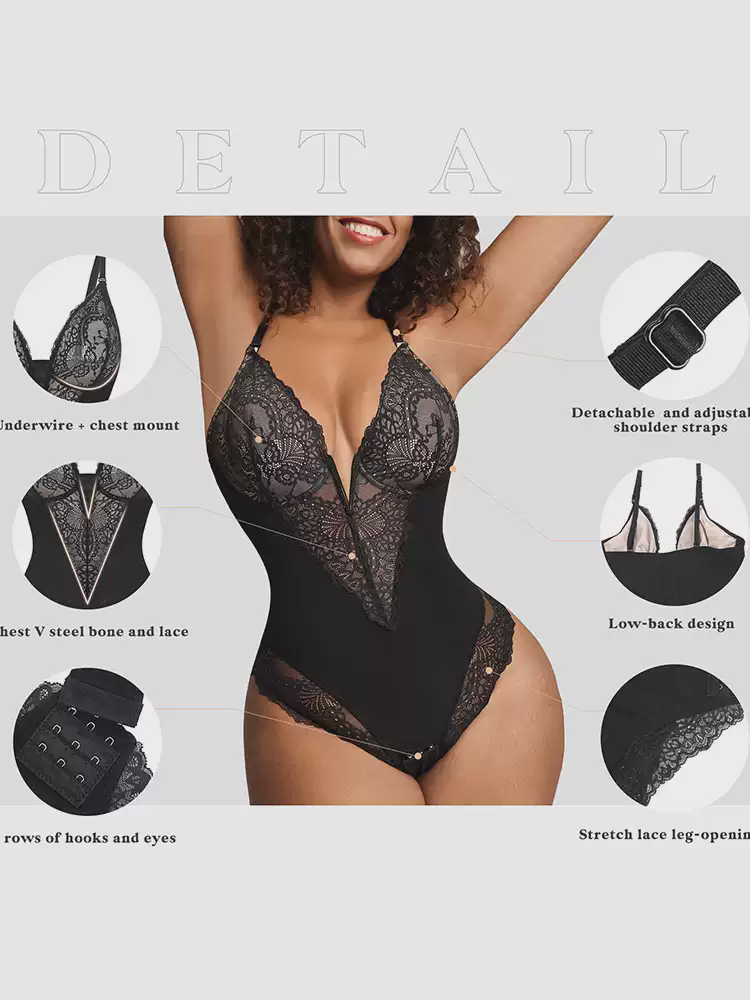 DETAIL
Underwire + chest mount
Detachable and adjustal
shoulder straps
hest V steel bone and lace
Low-back design
rows of hooks and eyes
Stretch lace leg-openin